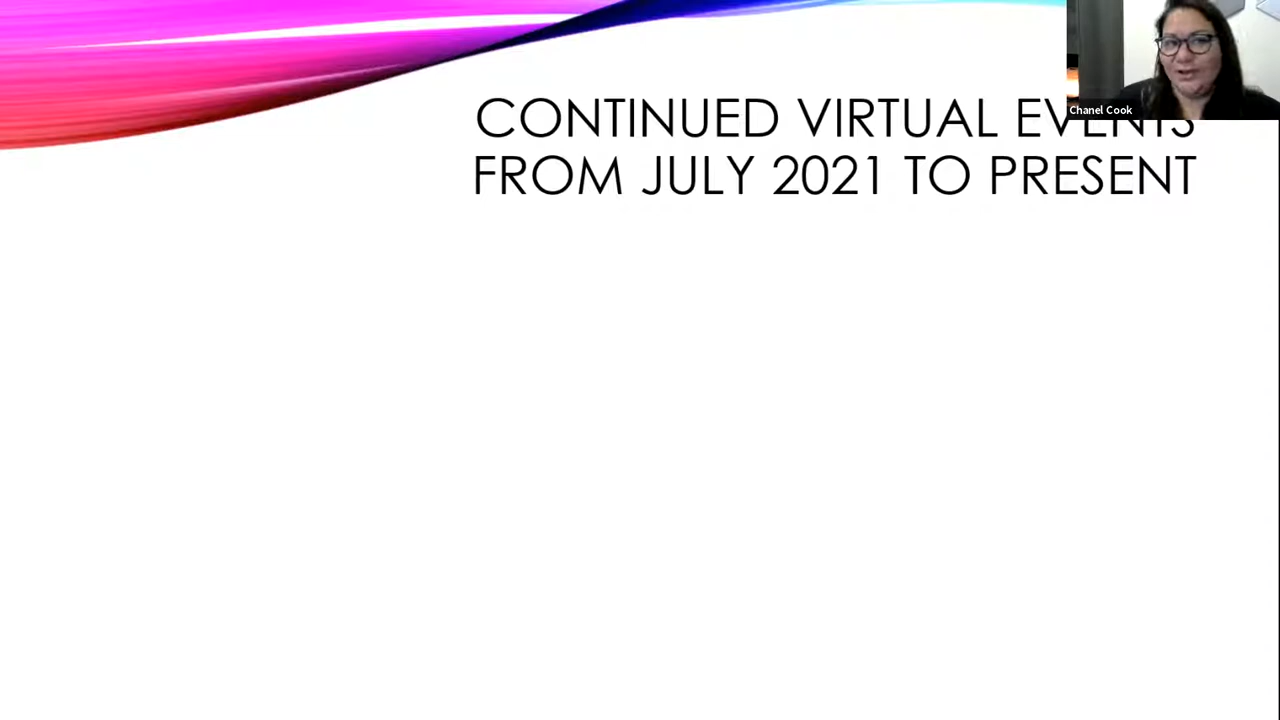 Chanel Cook
CONTINUED VIRTUAL EVENTS
FROM JULY 2021 TO PRESENT